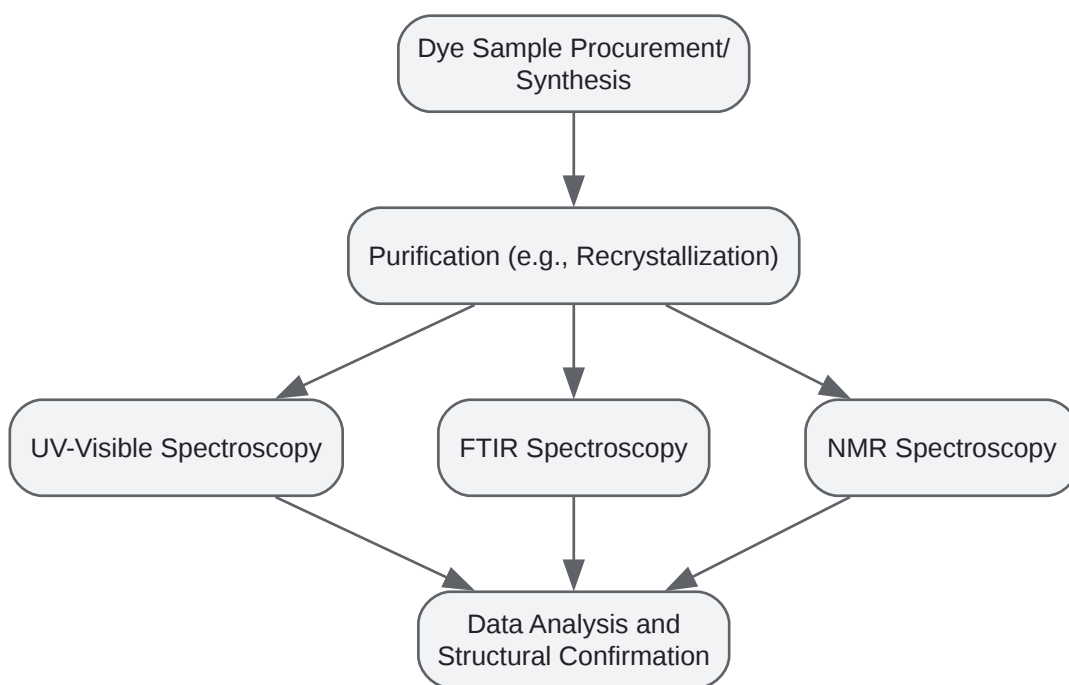 Dye Sample Procurement/
Synthesis
Purification (e.g., Recrystallization)
UV-Visible Spectroscopy
FTIR Spectroscopy
NMR Spectroscopy
Data Analysis and
Structural Confirmation